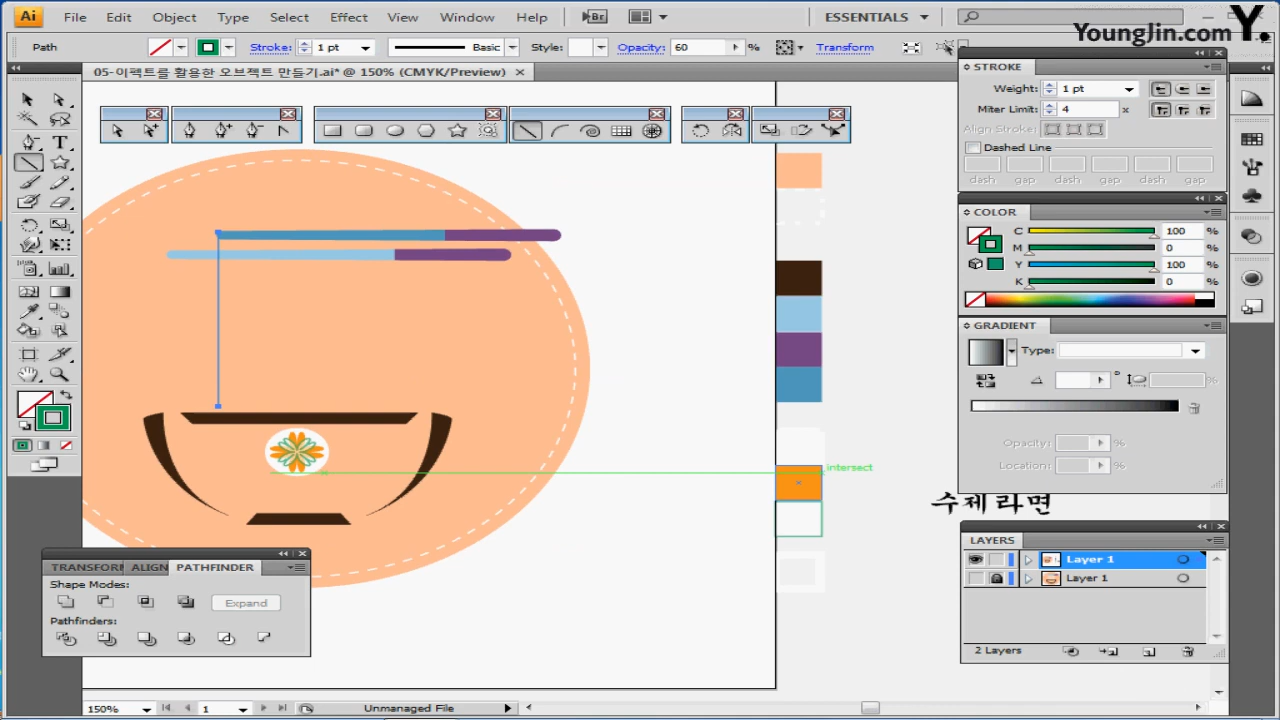 Ai File Edit Object Type Select Effect View Window Help Br ESSENTIALS
YoungJin.com Y.
Path Stroke: 1 pt Basic Style: Opacity: 60 % Transform
05-이펙트를 활용한 오브젝트 만들기.ai* @ 150% (CMYK/Preview) ×
STROKE
Weight: 1 pt
Miter Limit: 4 x
Align Stroke:
Dashed Line
dash gap dash gap dash gap
COLOR
C 100 %
M 0 %
Y 100 %
K 0 %
GRADIENT
Type:
Opacity: %
Location: %
intersect
수제라면
TRANSFORM ALIGN PATHFINDER
Shape Modes:
Expand
Pathfinders:
LAYERS
Layer 1
Layer 1
2 Layers
150% 1 Unmanaged File